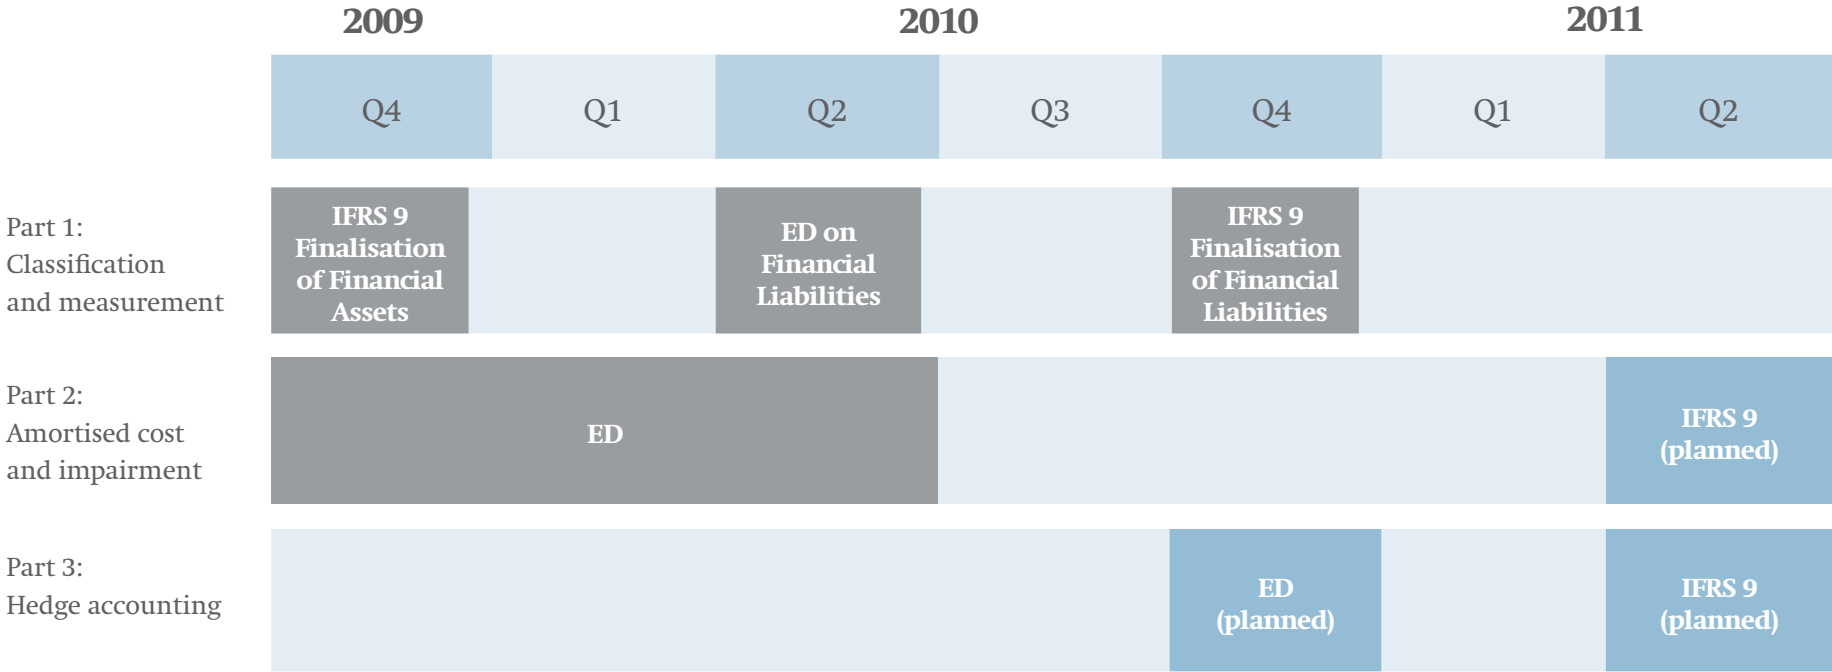 2009 2010 2011
Q4 Q1 Q2 Q3 Q4 Q1 Q2
Part 1:
Classification
and measurement
IFRS 9
Finalisation
of Financial
Assets
ED on
Financial
Liabilities
IFRS 9
Finalisation
of Financial
Liabilities
Part 2:
Amortised cost
and impairment
ED
IFRS 9
(planned)
Part 3:
Hedge accounting
ED
(planned)
IFRS 9
(planned)